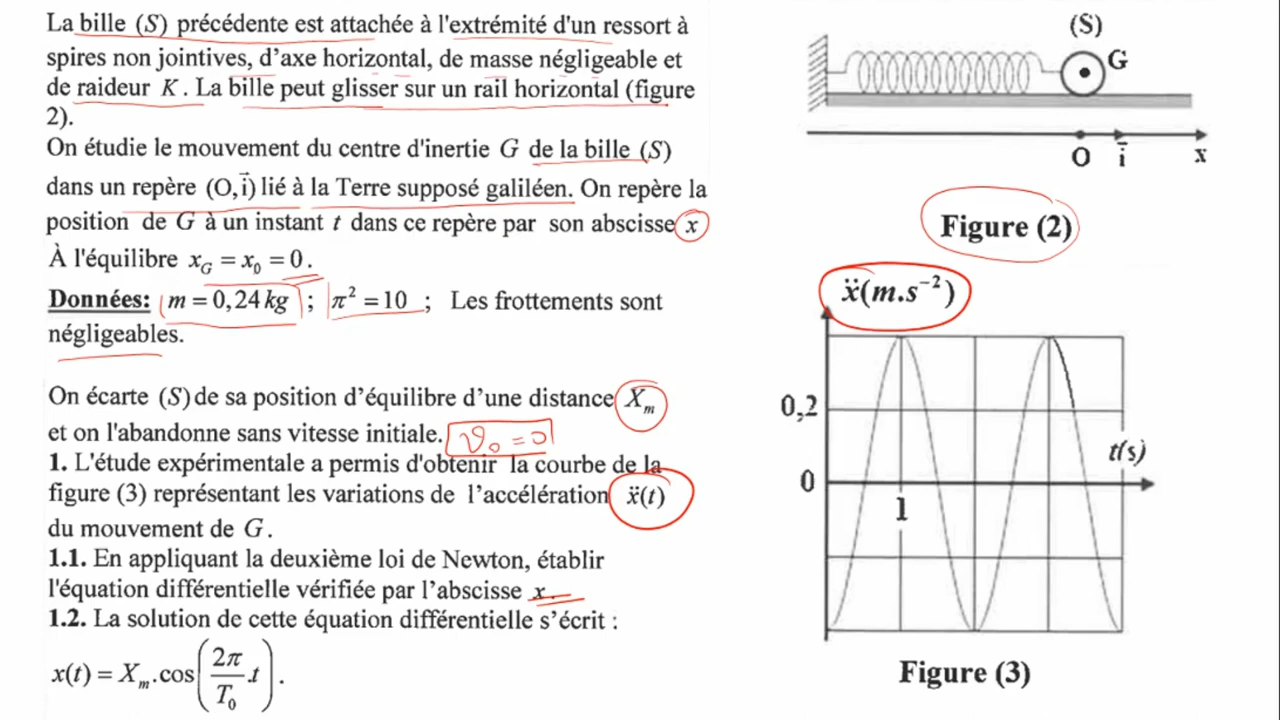 La bille (S) précédente est attachée à l'extrémité d'un ressort à
spires non jointives, d'axe horizontal, de masse négligeable et
de raideur K. La bille peut glisser sur un rail horizontal (figure
2).
On étudie le mouvement du centre d'inertie G de la bille (S)
dans un repère (O, i⃗) lié à la Terre supposé galiléen. On repère la
position de G à un instant t dans ce repère par son abscisse x
À l'équilibre x_G = x_0 = 0.
Données: m = 0,24 kg ; π² = 10 ; Les frottements sont
négligeables.
On écarte (S) de sa position d'équilibre d'une distance X_m
et on l'abandonne sans vitesse initiale. v₀ = 0
1. L'étude expérimentale a permis d'obtenir la courbe de la
figure (3) représentant les variations de l'accélération ẍ(t)
du mouvement de G.
1.1. En appliquant la deuxième loi de Newton, établir
l'équation différentielle vérifiée par l'abscisse x.
1.2. La solution de cette équation différentielle s'écrit :
x(t) = X_m.cos(2π/T_0 .t).
(S)
G
O i⃗ x
Figure (2)
ẍ(m.s⁻²)
0,2
t(s)
0
1
Figure (3)